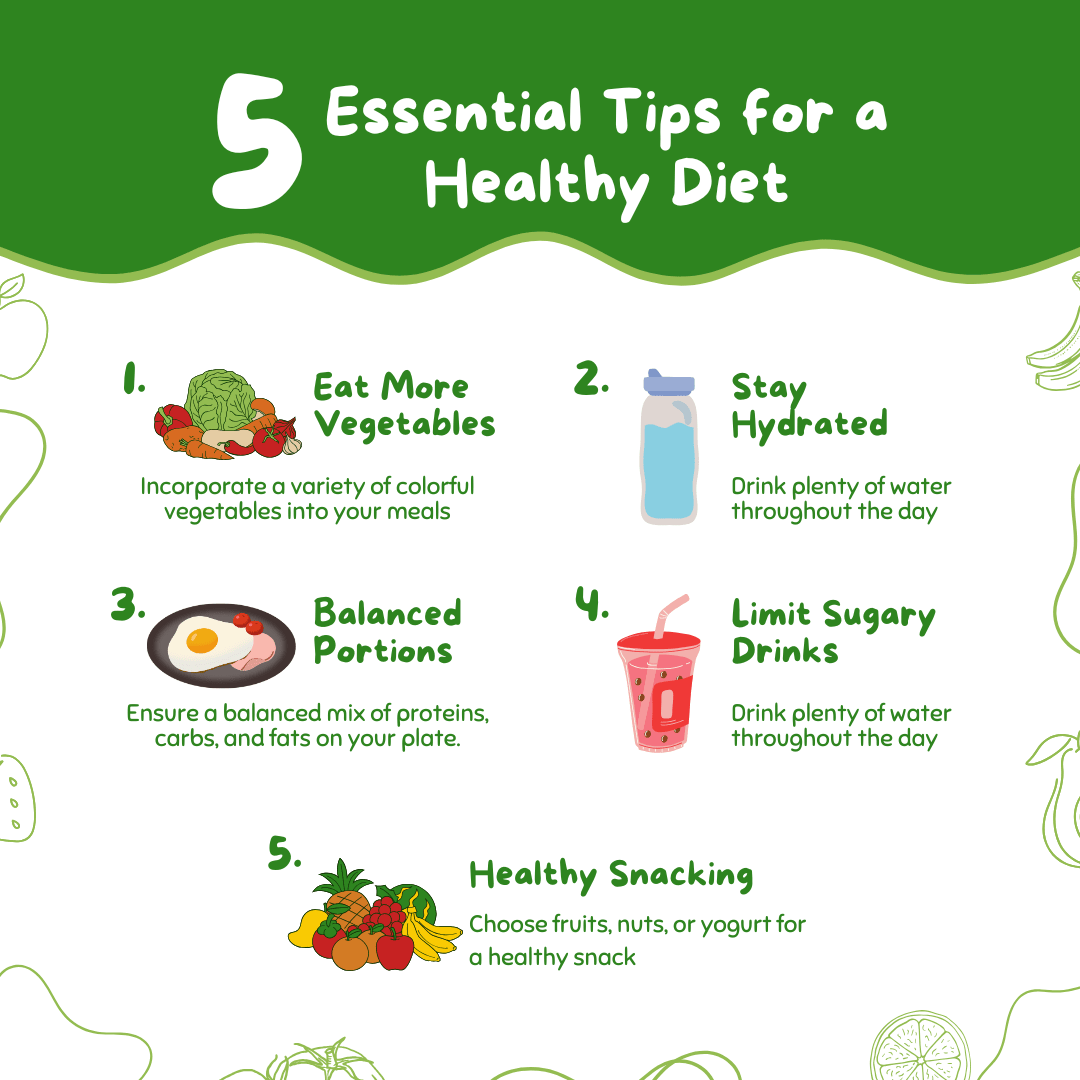 5 Essential Tips for a
Healthy Diet
1.
Eat More
Vegetables
Incorporate a variety of colorful
vegetables into your meals
2.
Stay
Hydrated
Drink plenty of water
throughout the day
3.
Balanced
Portions
Ensure a balanced mix of proteins,
carbs, and fats on your plate.
4.
Limit Sugary
Drinks
Drink plenty of water
throughout the day
5.
Healthy Snacking
Choose fruits, nuts, or yogurt for
a healthy snack